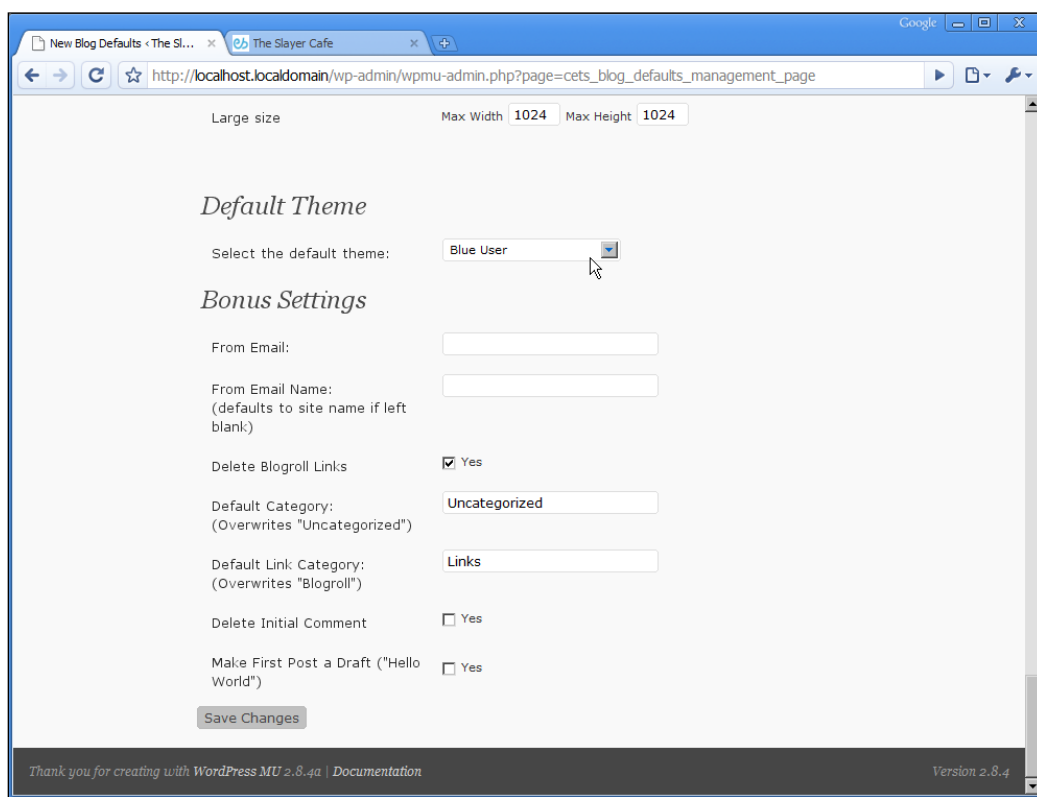 Google
New Blog Defaults ‹ The Sl...
The Slayer Cafe
http://localhost.localdomain/wp-admin/wpmu-admin.php?page=cets_blog_defaults_management_page
Large size Max Width 1024 Max Height 1024
Default Theme
Select the default theme: Blue User
Bonus Settings
From Email:
From Email Name:
(defaults to site name if left
blank)
Delete Blogroll Links Yes
Default Category: Uncategorized
(Overwrites "Uncategorized")
Default Link Category: Links
(Overwrites "Blogroll")
Delete Initial Comment Yes
Make First Post a Draft ("Hello Yes
World")
Save Changes
Thank you for creating with WordPress MU 2.8.4a | Documentation Version 2.8.4